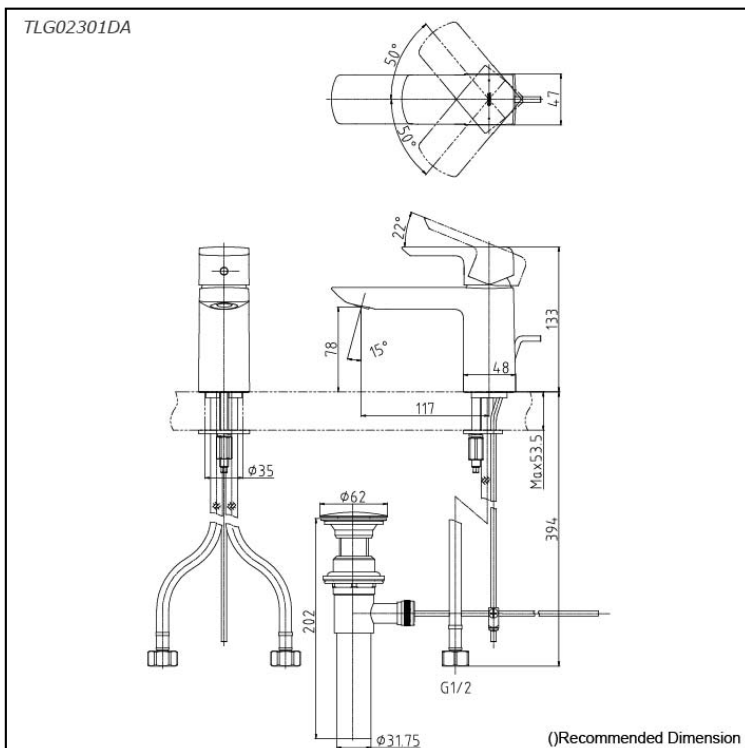 TLG02301DA
50°
50°
47
22°
133
78
15°
48
117
Max53.5
φ35
φ62
394
202
G1/2
φ31.75
()Recommended Dimension